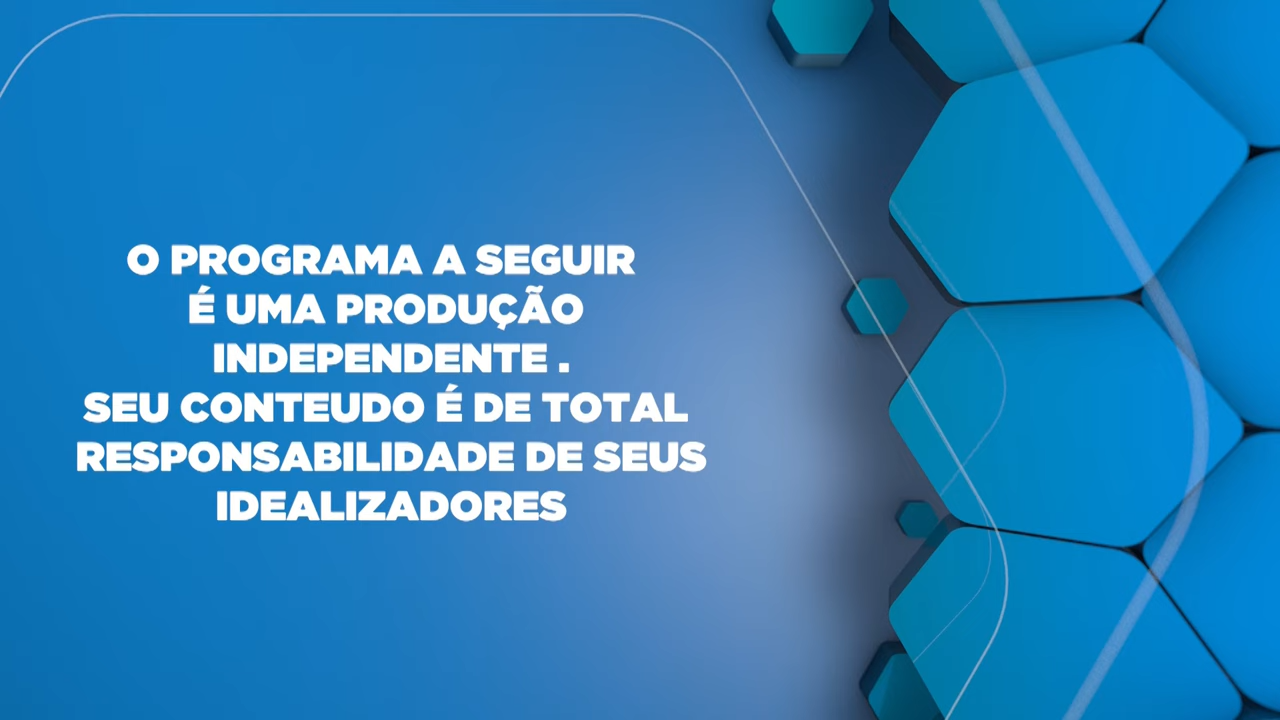 O PROGRAMA A SEGUIR
É UMA PRODUÇÃO
INDEPENDENTE .
SEU CONTEUDO É DE TOTAL
RESPONSABILIDADE DE SEUS
IDEALIZADORES